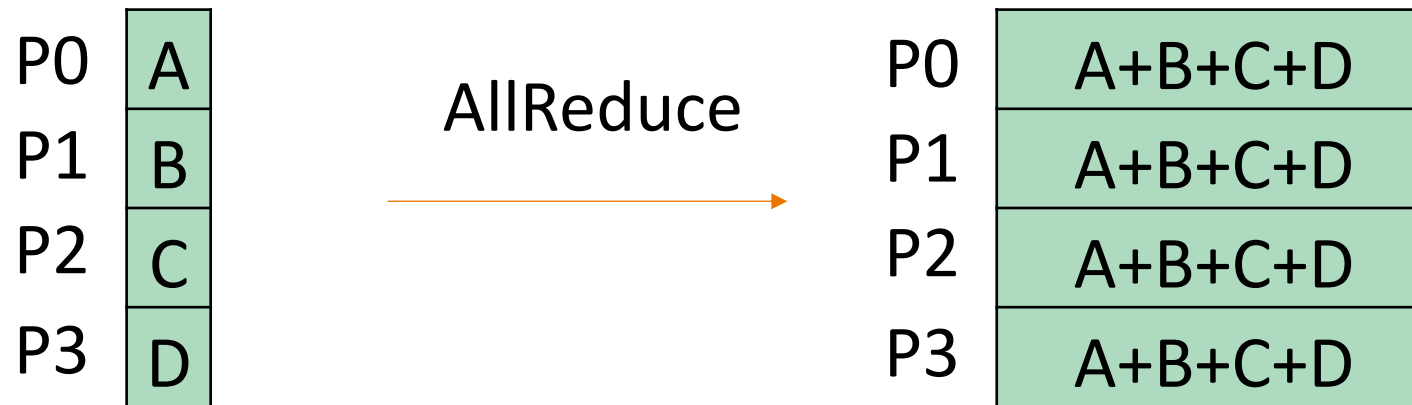 P0 A
P1 B
P2 C
P3 D
AllReduce
P0 A+B+C+D
P1 A+B+C+D
P2 A+B+C+D
P3 A+B+C+D